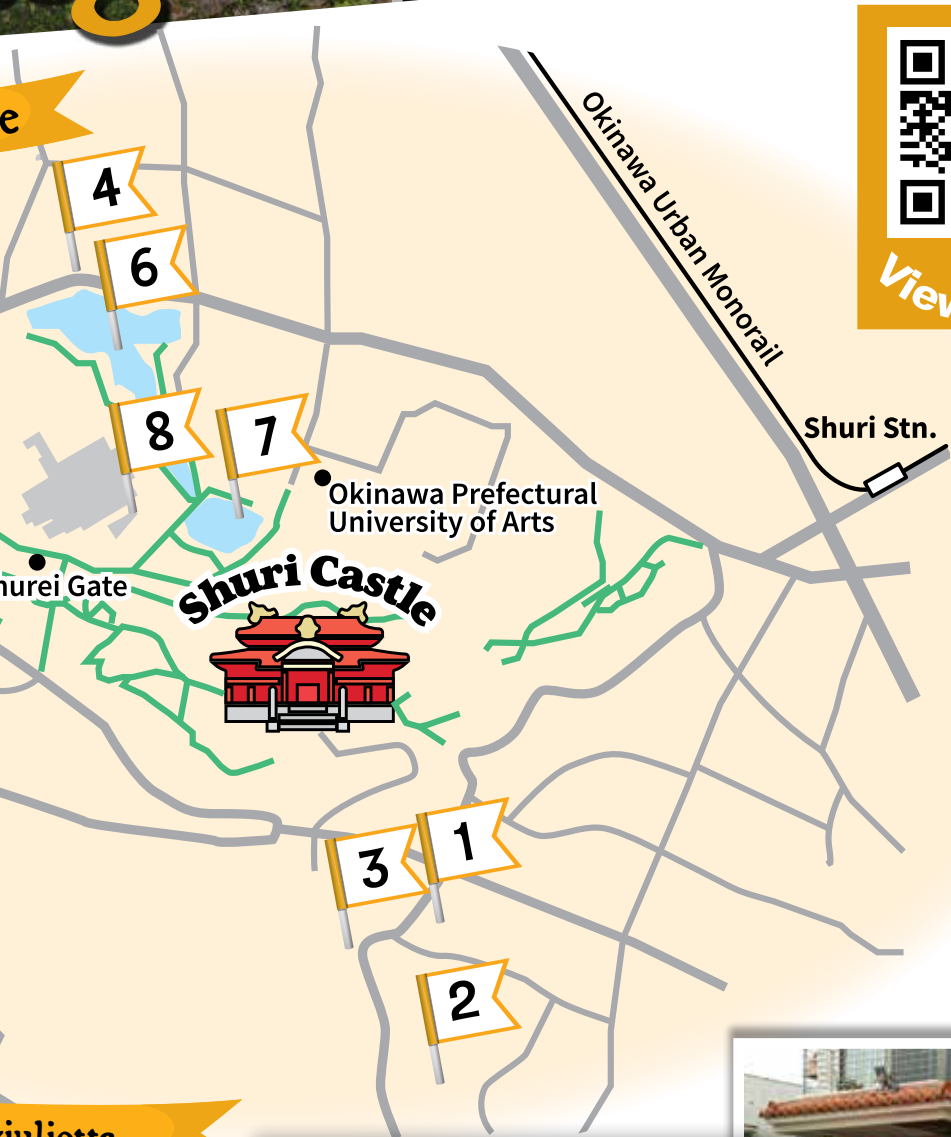 4
6
8
7
Okinawa Urban Monorail
Shuri Stn.
Okinawa Prefectural
University of Arts
Gate
Shuri Castle
3
1
2